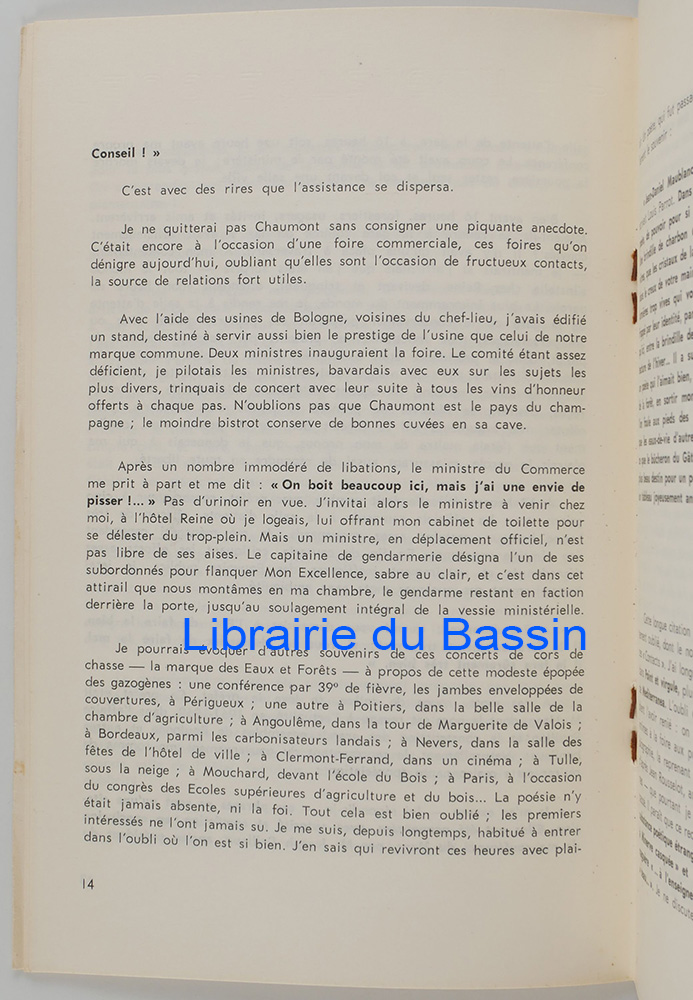 Conseil ! »
C'est avec des rires que l'assistance se dispersa.
Je ne quitterai pas Chaumont sans consigner une piquante anecdote.
C'était encore à l'occasion d'une foire commerciale, ces foires qu'on
dénigre aujourd'hui, oubliant qu'elles sont l'occasion de fructueux contacts,
la source de relations fort utiles.
Avec l'aide des usines de Bologne, voisines du chef-lieu, j'avais édifié
un stand, destiné à servir aussi bien le prestige de l'usine que celui de notre
marque commune. Deux ministres inauguraient la foire. Le comité étant assez
déficient, je pilotais les ministres, bavardais avec eux sur les sujets les
plus divers, trinquais de concert avec leur suite à tous les vins d'honneur
offerts à chaque pas. N'oublions pas que Chaumont est le pays du cham-
pagne ; le moindre bistrot conserve de bonnes cuvées en sa cave.
Après un nombre immodéré de libations, le ministre du Commerce
me prit à part et me dit : « On boit beaucoup ici, mais j'ai une envie de
pisser !... » Pas d'urinoir en vue. J'invitai alors le ministre à venir chez
moi, à l'hôtel Reine où je logeais, lui offrant mon cabinet de toilette pour
se délester du trop-plein. Mais un ministre, en déplacement officiel, n'est
pas libre de ses aises. Le capitaine de gendarmerie désigna l'un de ses
subordonnés pour flanquer Mon Excellence, sabre au clair, et c'est dans cet
attirail que nous montâmes en ma chambre, le gendarme restant en faction
derrière la porte, jusqu'au soulagement intégral de la vessie ministérielle.
Librairie du Bassin
Je pourrais évoquer d'autres souvenirs de ces concerts de cors de
chasse — la marque des Eaux et Forêts — à propos de cette modeste épopée
des gazogènes : une conférence par 39° de fièvre, les jambes enveloppées de
couvertures, à Périgueux ; une autre à Poitiers, dans la belle salle de la
chambre d'agriculture ; à Angoulême, dans la tour de Marguerite de Valois ;
à Bordeaux, parmi les carbonisateurs landais ; à Nevers, dans la salle des
fêtes de l'hôtel de ville ; à Clermont-Ferrand, dans un cinéma ; à Tulle,
sous la neige ; à Mouchard, devant l'école du Bois ; à Paris, à l'occasion
du congrès des Ecoles supérieures d'agriculture et du bois... La poésie n'y
était jamais absente, ni la foi. Tout cela est bien oublié ; les premiers
intéressés ne l'ont jamais su. Je me suis, depuis longtemps, habitué à entrer
dans l'oubli où l'on est si bien. J'en sais qui revivront ces heures avec plai-
14